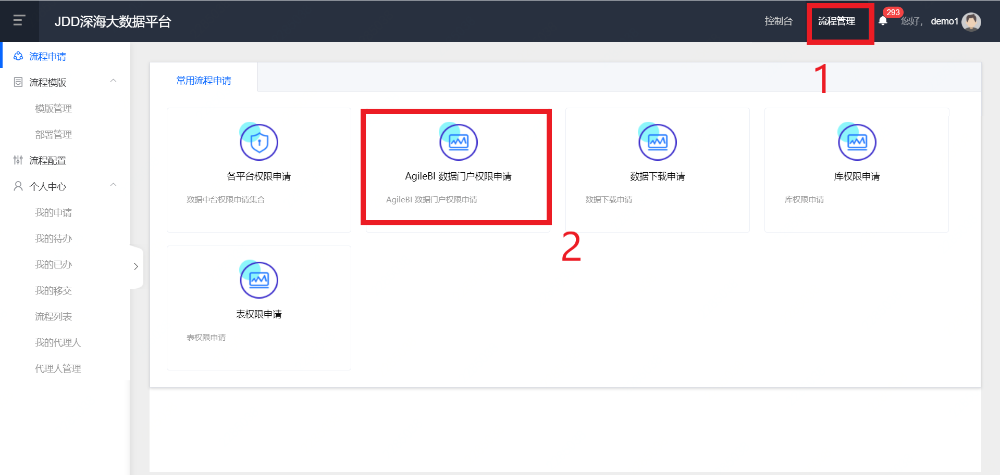 JDD深海大数据平台
控制台
流程管理
293
您好,
demo1
流程申请
流程模版
模版管理
部署管理
流程配置
个人中心
我的申请
我的待办
我的已办
我的移交
流程列表
我的代理人
代理人管理
常用流程申请
1
各平台权限申请
数据中台权限申请集合
AgileBI 数据门户权限申请
AgileBI 数据门户权限申请
数据下载申请
数据下载申请
库权限申请
库权限申请
2
表权限申请
表权限申请